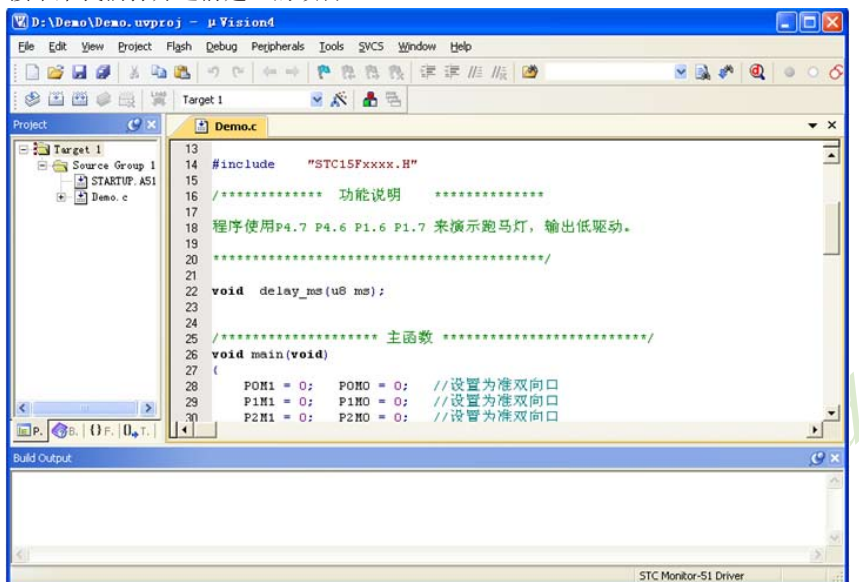 D:\Demo\Demo.uvproj - µVision4
File Edit View Project Flash Debug Peripherals Tools SVCS Window Help
Target 1
Project
Demo.c
Target 1
Source Group 1
STARTUP.A51
Demo.c
13
14 #include "STC15Fxxxx.H"
15
16 /************* 功能说明 **************
17
18 程序使用P4.7 P4.6 P1.6 P1.7 来演示跑马灯，输出低驱动。
19
20 ******************************************/
21
22 void delay_ms(u8 ms);
23
24
25 /******************** 主函数 **************************/
26 void main(void)
27 {
28 P0M1 = 0; P0M0 = 0; //设置为准双向口
29 P1M1 = 0; P1M0 = 0; //设置为准双向口
30 P2M1 = 0; P2M0 = 0; //设置为准双向口
P. B. {} F. 0 T.
Build Output
STC Monitor-51 Driver